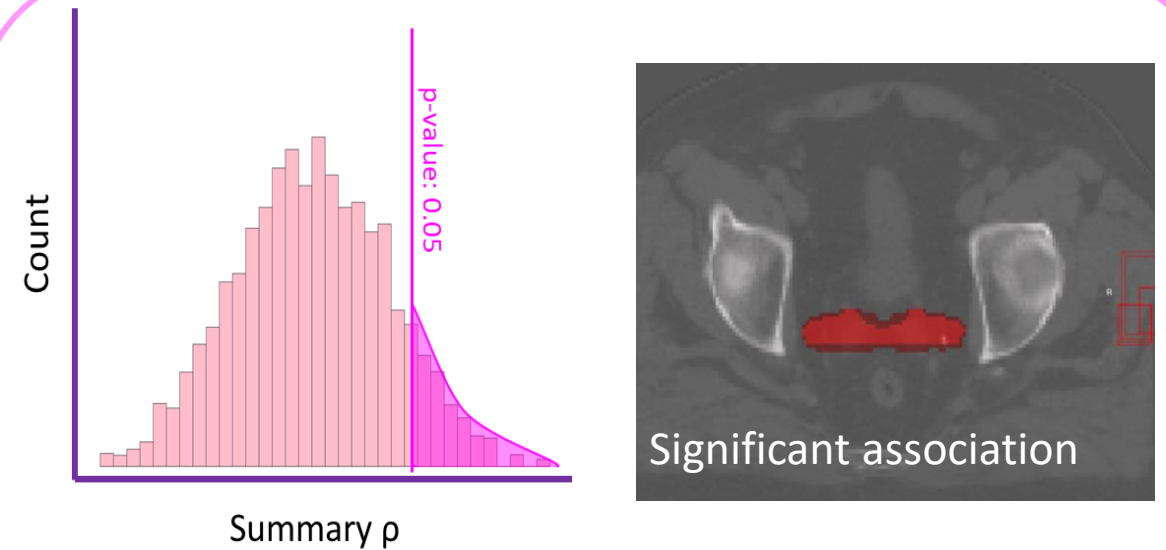 Count
p-value: 0.05
Summary ρ
R
Significant association